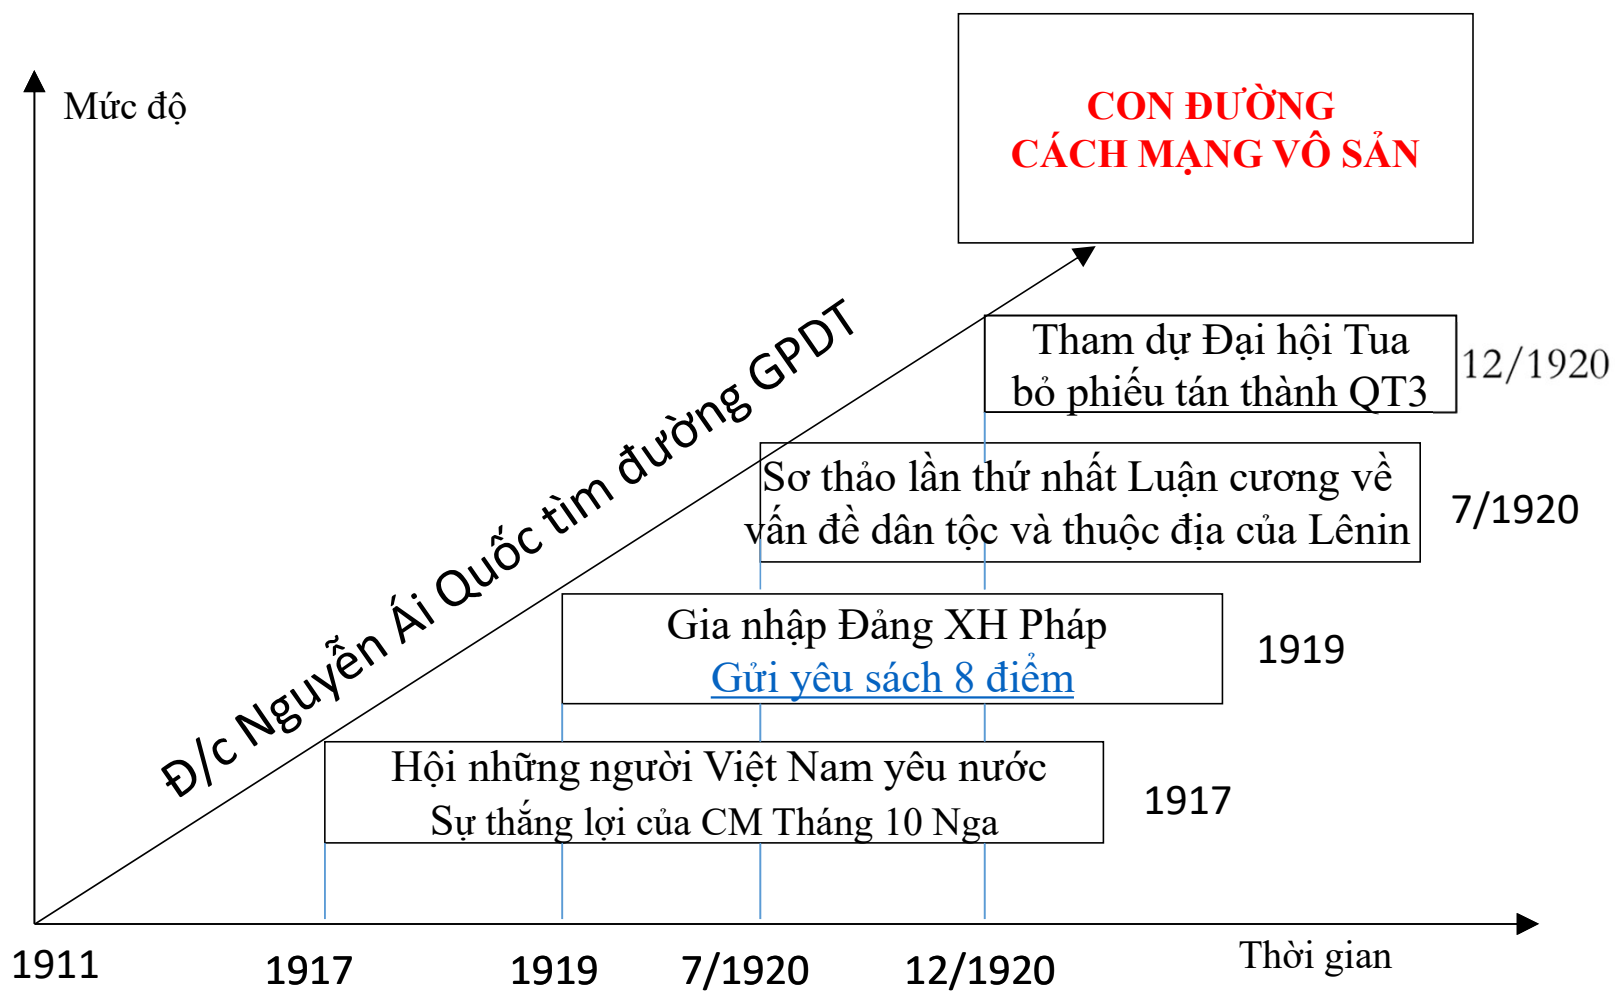 Mức độ
CON ĐƯỜNG
CÁCH MẠNG VÔ SẢN
Đ/c Nguyễn Ái Quốc tìm đường GPDT
Tham dự Đại hội Tua
bỏ phiếu tán thành QT3
12/1920
Sơ thảo lần thứ nhất Luận cương về
vấn đề dân tộc và thuộc địa của Lênin
7/1920
Gia nhập Đảng XH Pháp
Gửi yêu sách 8 điểm
1919
Hội những người Việt Nam yêu nước
Sự thắng lợi của CM Tháng 10 Nga
1917
1911
1917
1919
7/1920
12/1920
Thời gian